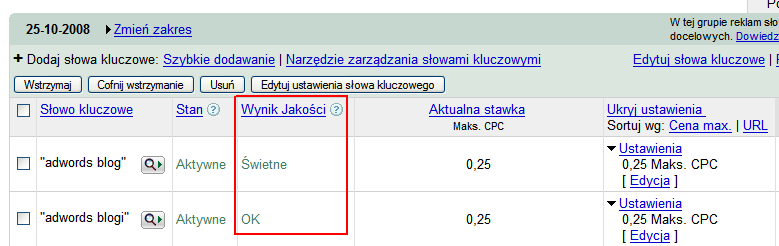 Po
25-10-2008 Zmień zakres
W tej grupie reklam sło
docelowych. Dowiedz
+ Dodaj słowa kluczowe: Szybkie dodawanie | Narzędzie zarządzania słowami kluczowymi
Edytuj słowa kluczowe |
Wstrzymaj Cofnij wstrzymanie Usuń Edytuj ustawienia słowa kluczowego
Słowo kluczowe Stan ? Wynik Jakości ? Aktualna stawka Ukryj ustawienia
Maks. CPC Sortuj wg: Cena max. | URL
"adwords blog" Aktywne Świetne 0,25 Ustawienia
0,25 Maks. CPC
[ Edycja ]
"adwords blogi" Aktywne OK 0,25 Ustawienia
0,25 Maks. CPC
[ Edycja ]